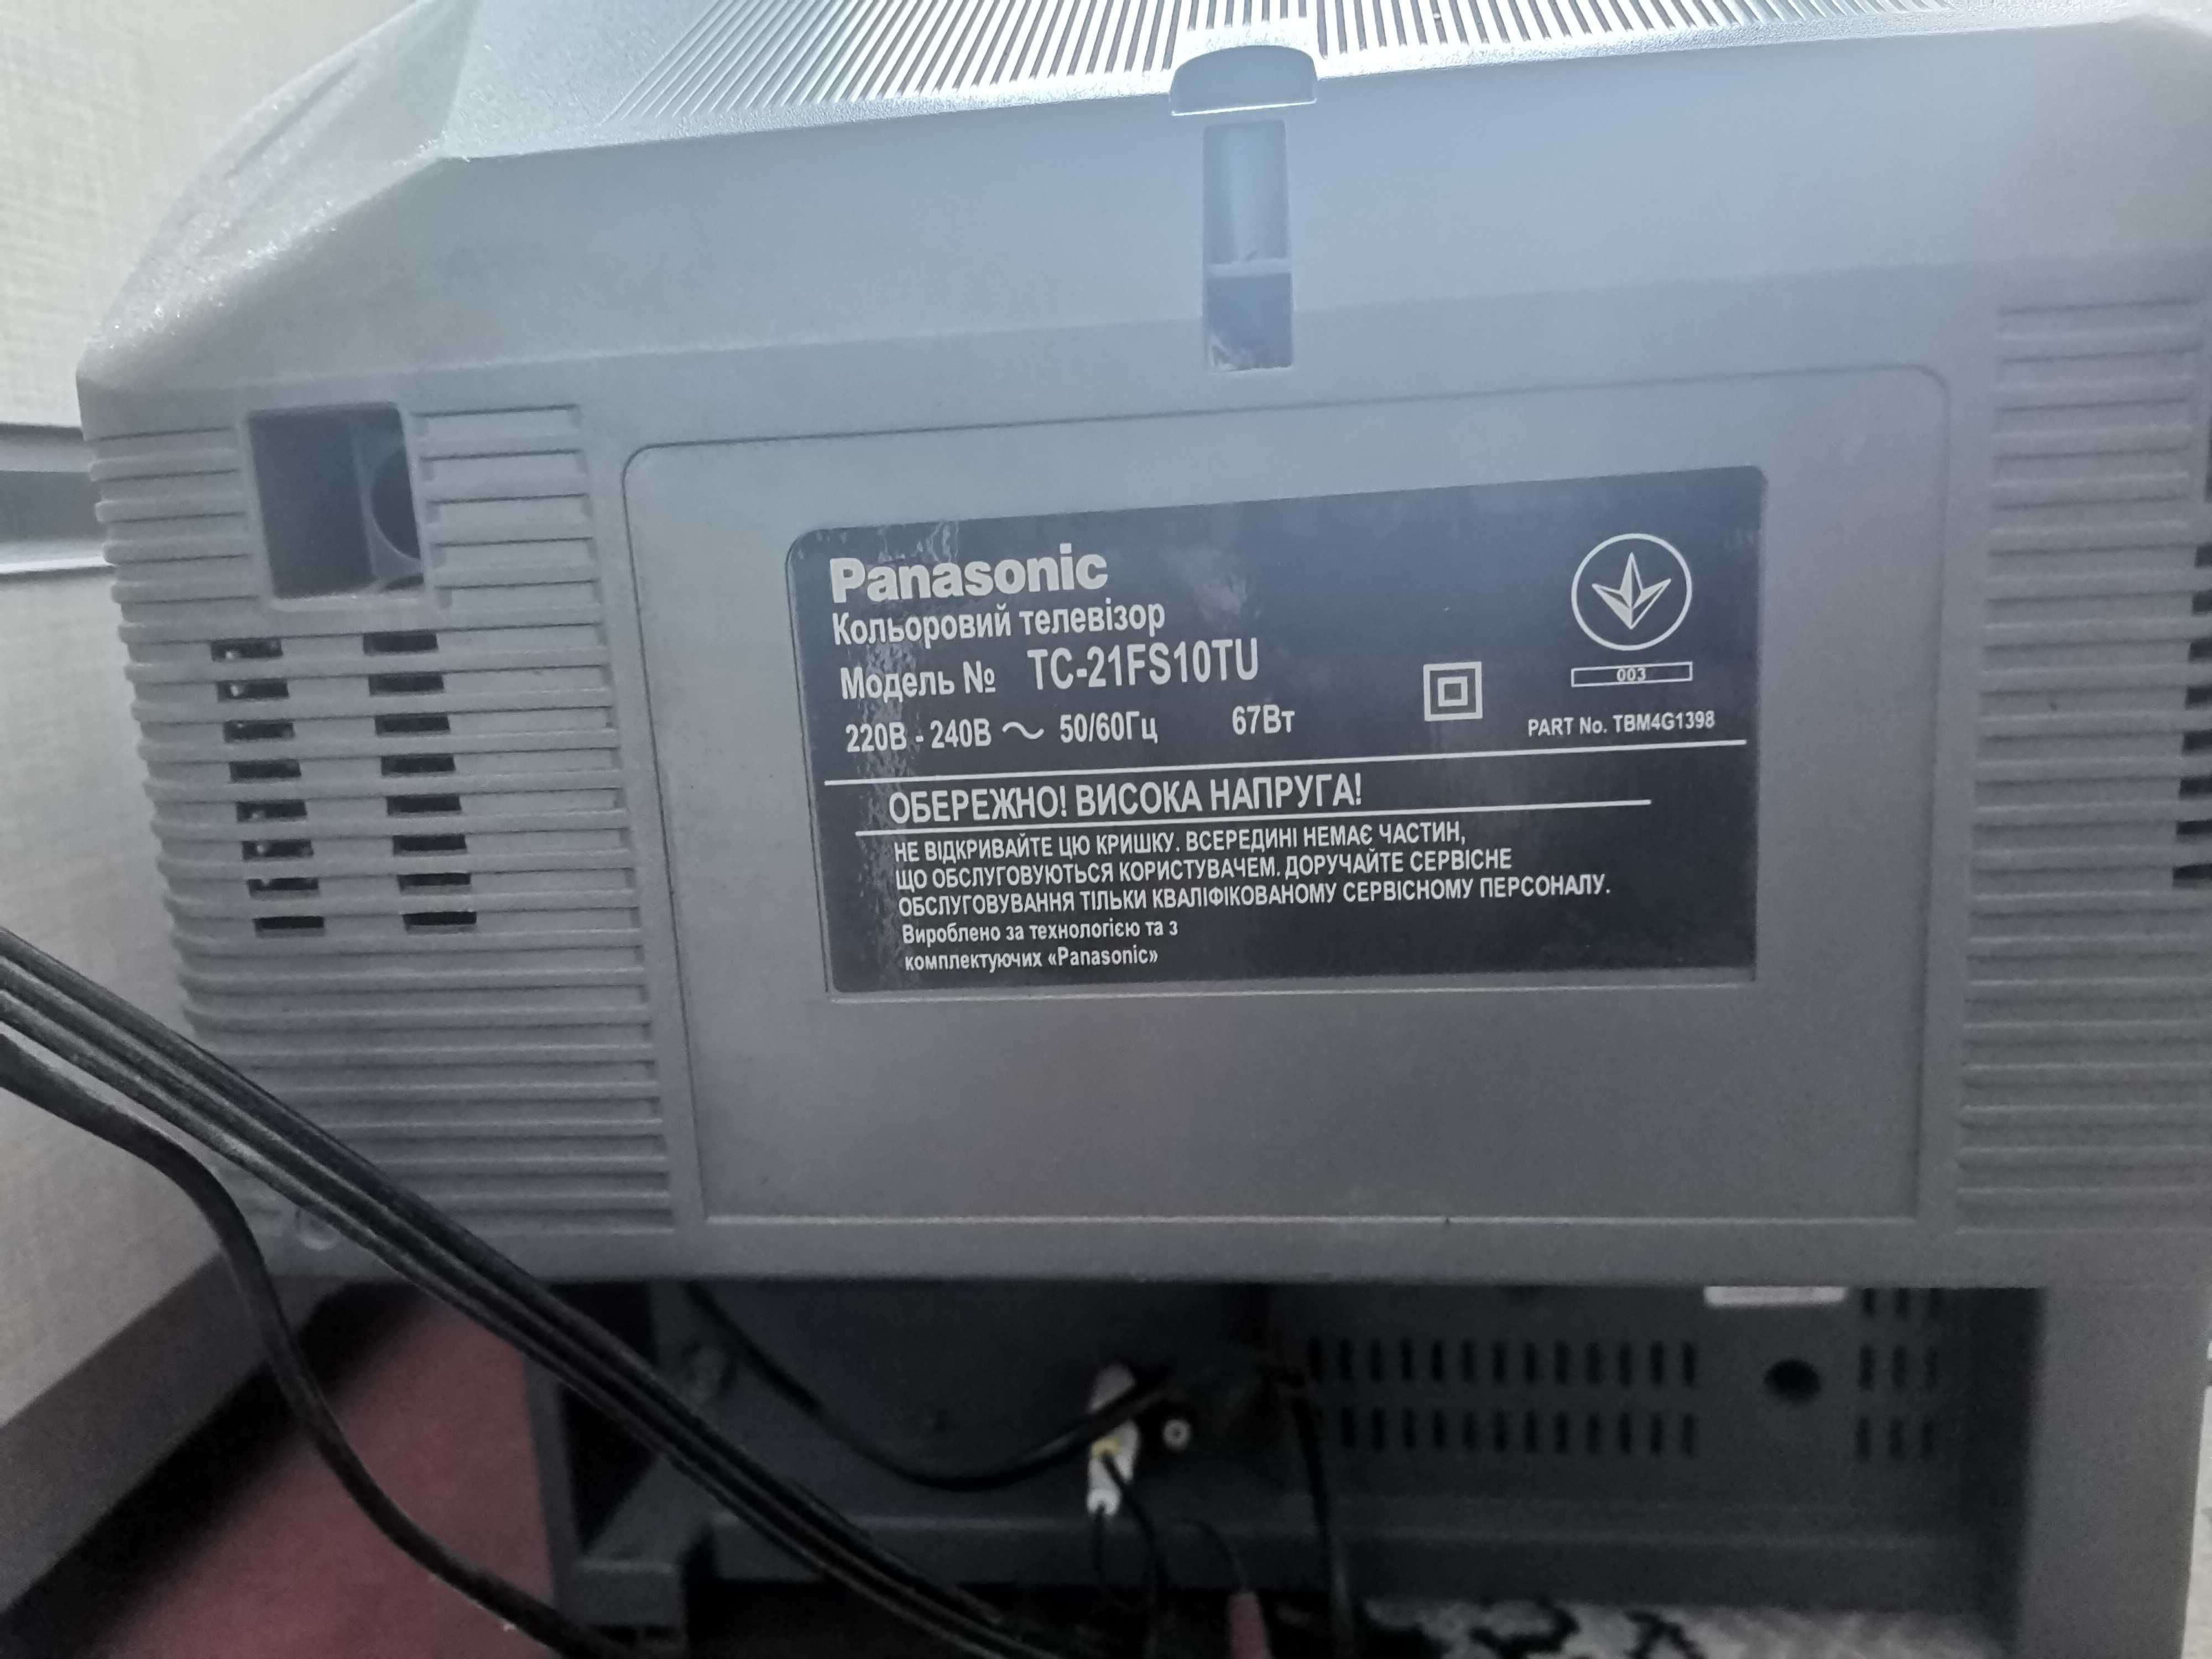 Panasonic
Кольоровий телевізор
Модель № TC-21FS10TU
220В - 240В ~ 50/60Гц 67Вт
003
PART No. TBM4G1398
ОБЕРЕЖНО! ВИСОКА НАПРУГА!
НЕ ВІДКРИВАЙТЕ ЦЮ КРИШКУ. ВСЕРЕДИНІ НЕМАЄ ЧАСТИН,
ЩО ОБСЛУГОВУЮТЬСЯ КОРИСТУВАЧЕМ. ДОРУЧАЙТЕ СЕРВІСНЕ
ОБСЛУГОВУВАННЯ ТІЛЬКИ КВАЛІФІКОВАНОМУ СЕРВІСНОМУ ПЕРСОНАЛУ.
Вироблено за технологією та з
комплектуючих «Panasonic»